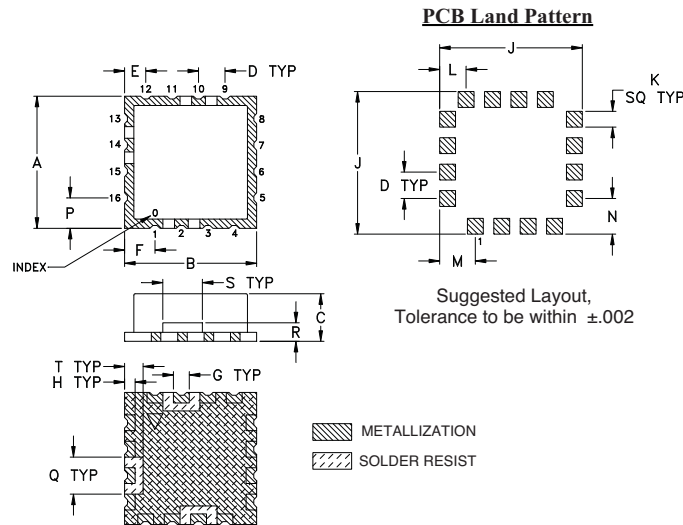 PCB Land Pattern
E
D TYP
12 11 10 9
13
14
15
16
8
7
6
5
A
P
0
1 2 3 4
F
B
INDEX
J
L
K
SQ TYP
J
D TYP
N
1
M
S TYP
C
R
Suggested Layout,
Tolerance to be within ±.002
T TYP
H TYP
G TYP
Q TYP
METALLIZATION
SOLDER RESIST